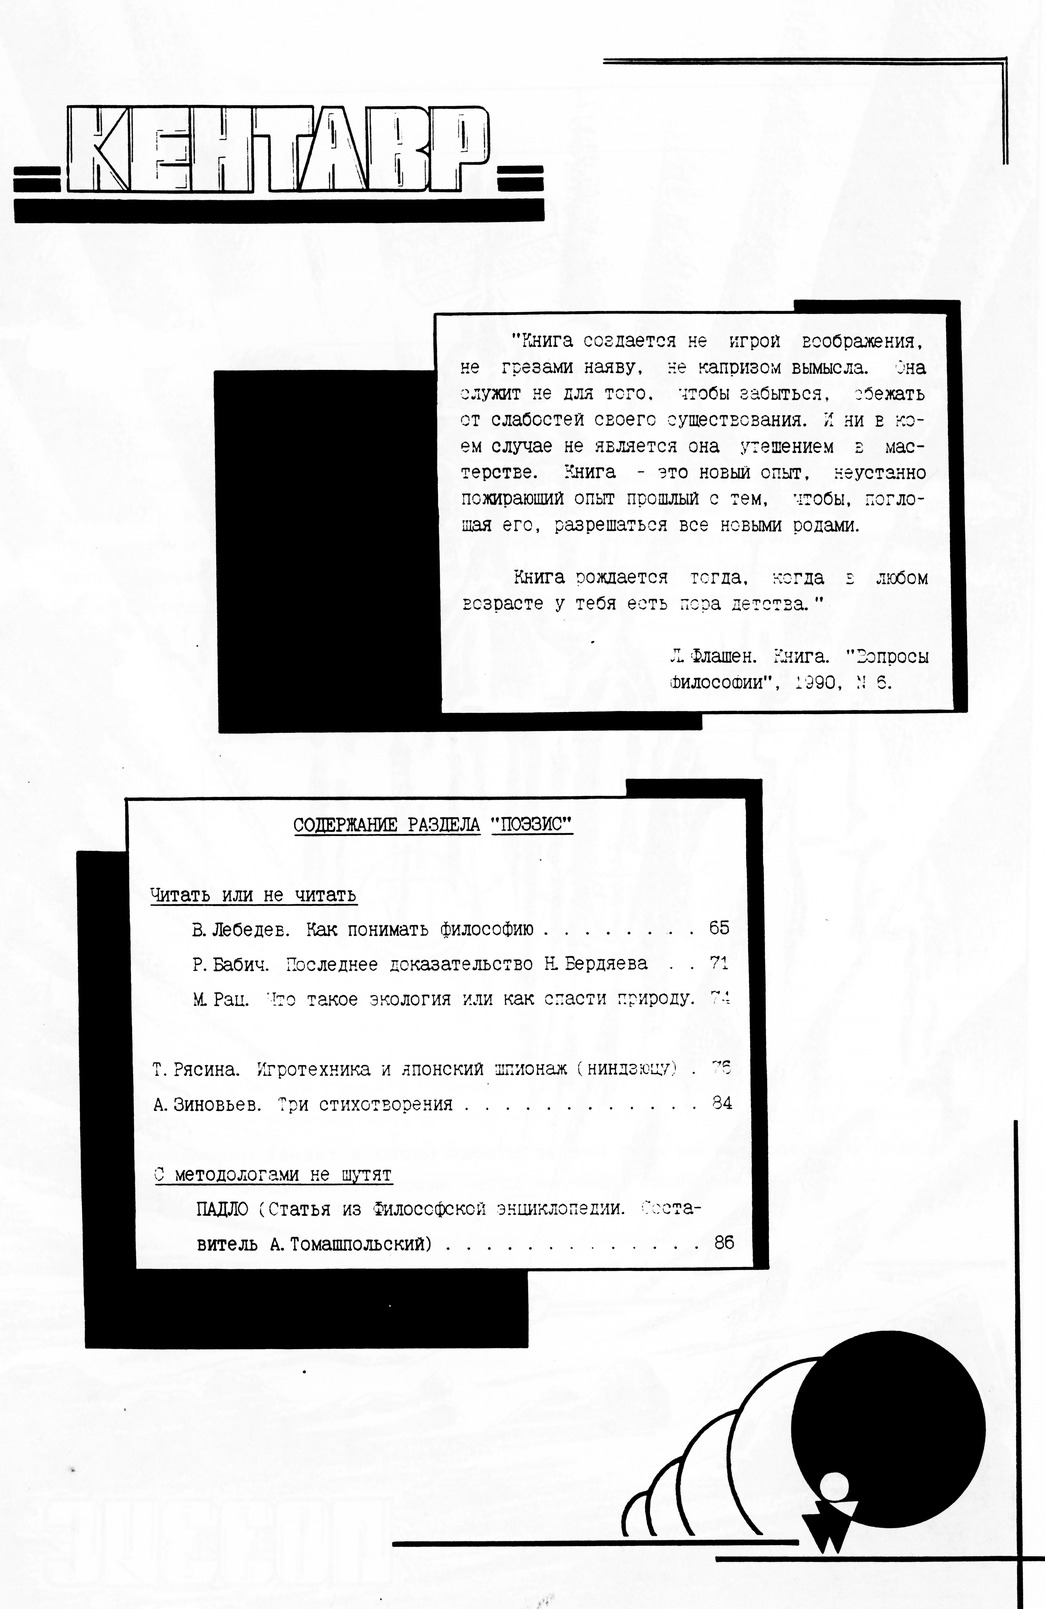 КЕНТАВР
"Книга создается не игрой воображения,
не грезами наяву, не капризом вымысла. Она
служит не для того, чтобы забыться, сбежать
от слабостей своего существования. И ни в ко-
ем случае не является она утешением в мас-
терстве. Книга - это новый опыт, неустанно
пожирающий опыт прошлый с тем, чтобы, погло-
щая его, разрешаться все новыми родами.
Книга рождается тогда, когда в любом
возрасте у тебя есть пора детства."
Л. Флашен. Книга. "Вопросы
философии", 1990, N 6.
СОДЕРЖАНИЕ РАЗДЕЛА "ПОЭЗИС"
Читать или не читать
В. Лебедев. Как понимать философию . . . . . . . . 65
Р. Бабич. Последнее доказательство Н. Бердяева . . 71
М. Рац. Что такое экология или как спасти природу. 74
Т. Рясина. Игротехника и японский шпионаж (ниндзюцу) . 76
А. Зиновьев. Три стихотворения . . . . . . . . . . . . 84
С методологами не шутят
ПАДЛО (Статья из Философской энциклопедии. Соста-
витель А. Томашпольский) . . . . . . . . . . . . . 86